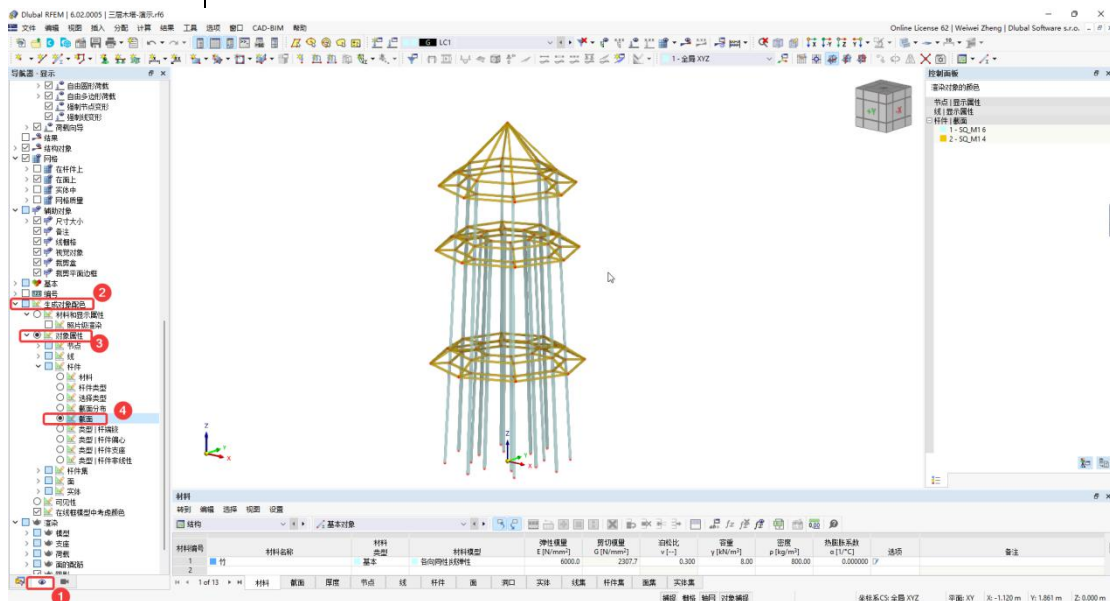 Dlubal RFEM | 6.02.0005 | 三层木塔-演示.rf6
文件 编辑 视图 插入 分配 计算 结果 工具 选项 窗口 CAD-BIM 帮助
Online License 62 | Weiwei Zheng | Dlubal Software s.r.o.
G LC1
1 - 全局 XYZ
导航器 - 显示
自由圆形荷载
自由多边形荷载
强制节点变形
强制线变形
荷载向导
结果
结构对象
网格
在杆件上
在面上
实体中
网格质量
辅助对象
尺寸大小
备注
线栅格
视觉对象
裁剪盒
裁剪平面边框
基本
编号
2
生成对象配色
材料和显示属性
照片级渲染
对象属性
3
节点
线
杆件
材料
杆件类型
选择类型
截面分布
4
截面
类型 | 杆端铰
类型 | 杆件偏心
类型 | 杆件支座
类型 | 杆件非线性
杆件集
面
实体
可见性
在线框模型中考虑颜色
渲染
模型
支座
荷载
面的配筋
1
+Y
-X
Z
Y
X
Z
X
控制面板
渲染对象的颜色
节点 | 显示属性
线 | 显示属性
杆件 | 截面
1 - SQ_M1 6
2 - SQ_M1 4
材料
转到 编辑 选择 视图 设置
结构
基本对象
材料编号 材料名称 材料类型 材料模型 弹性模量 E [N/mm²] 剪切模量 G [N/mm²] 泊松比 ν [--] 容重 γ [kN/m³] 密度 ρ [kg/m³] 热膨胀系数 α [1/°C] 选项 备注
1 竹 基本 各向同性|线弹性 6000.0 2307.7 0.300 8.00 800.00 0.000000
2
1 of 13 材料 截面 厚度 节点 线 杆件 面 洞口 实体 线集 杆件集 面集 实体集
捕捉 栅格 轴网 对象捕捉
坐标系CS: 全局 XYZ 平面: XY X: -1.120 m Y: 1.861 m Z: 0.000 m